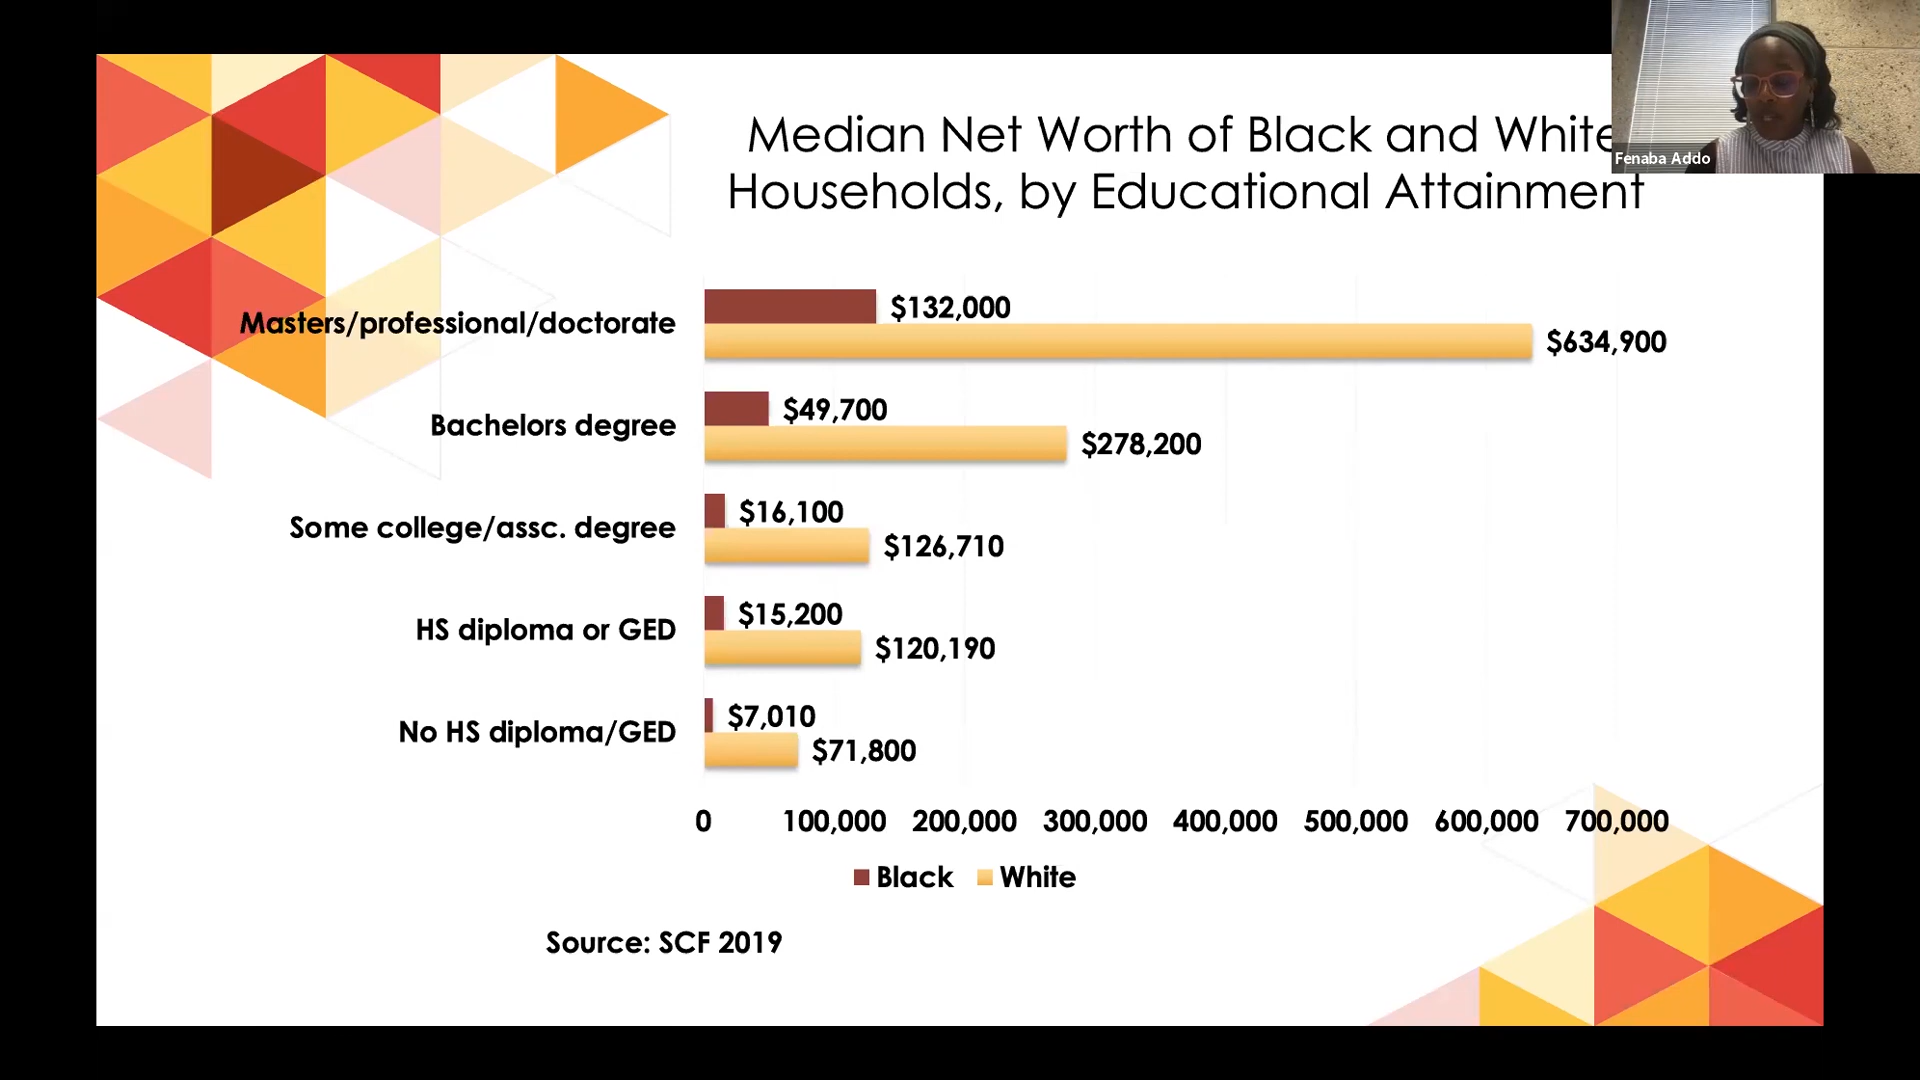 Median Net Worth of Black and White
Households, by Educational Attainment
Fenaba Addo
Masters/professional/doctorate
$132,000
$634,900
Bachelors degree
$49,700
$278,200
Some college/assc. degree
$16,100
$126,710
HS diploma or GED
$15,200
$120,190
No HS diploma/GED
$7,010
$71,800
0 100,000 200,000 300,000 400,000 500,000 600,000 700,000
Black White
Source: SCF 2019